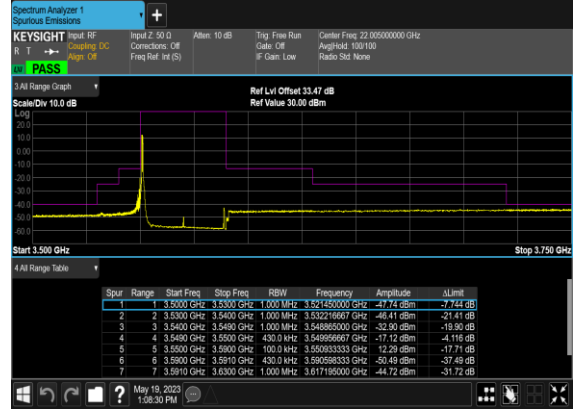 Spectrum Analyzer 1
Spurious Emissions
+
KEYSIGHT Input: RF Input Z: 50 Ω Atten: 10 dB Trig: Free Run Center Freq: 22.005000000 GHz
R T Coupling: DC Corrections: Off Gate: Off Avg|Hold: 100/100
Align: Off Freq Ref: Int (S) IF Gain: Low Radio Std: None
PASS
3 All Range Graph
Ref Lvl Offset 33.47 dB
Scale/Div 10.0 dB Ref Value 30.00 dBm
Log
20.0
10.0
0.00
-10.0
-20.0
-30.0
-40.0
-50.0
-60.0
Start 3.500 GHz Stop 3.750 GHz
4 All Range Table
Spur Range Start Freq Stop Freq RBW Frequency Amplitude ΔLimit
1 1 3.5000 GHz 3.5300 GHz 1.000 MHz 3.521450000 GHz -47.74 dBm -7.744 dB
2 2 3.5300 GHz 3.5400 GHz 1.000 MHz 3.532216667 GHz -46.41 dBm -21.41 dB
3 3 3.5400 GHz 3.5490 GHz 1.000 MHz 3.548865000 GHz -32.90 dBm -19.90 dB
4 4 3.5490 GHz 3.5500 GHz 430.0 kHz 3.549956667 GHz -17.12 dBm -4.116 dB
5 5 3.5500 GHz 3.5900 GHz 100.0 kHz 3.550933333 GHz 12.29 dBm -17.71 dB
6 6 3.5900 GHz 3.5910 GHz 430.0 kHz 3.590598333 GHz -50.49 dBm -37.49 dB
7 7 3.5910 GHz 3.6300 GHz 1.000 MHz 3.617195000 GHz -44.72 dBm -31.72 dB
?
May 19, 2023
1:08:30 PM